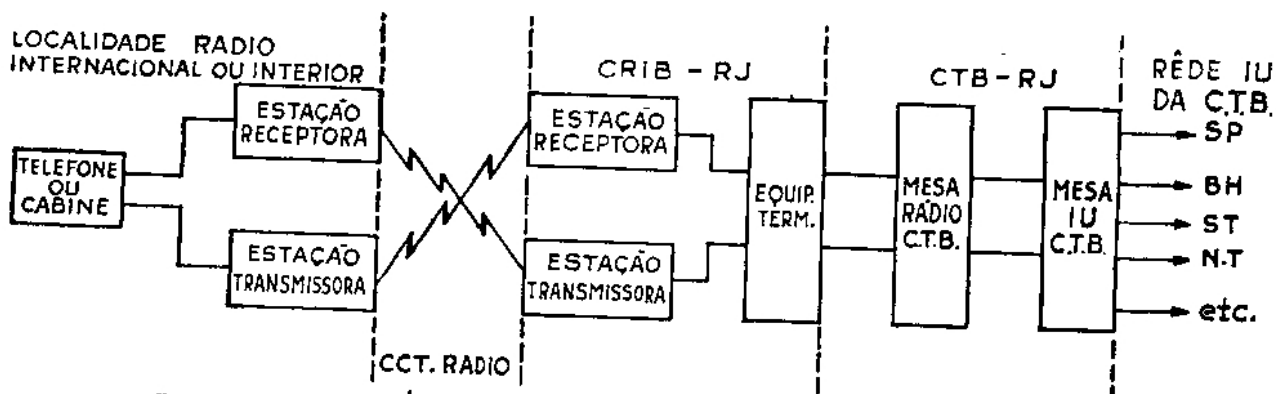 LOCALIDADE RADIO
INTERNACIONAL OU INTERIOR
CRIB - RJ
CTB-RJ
RÊDE IU
DA C.T.B.
ESTAÇÃO
RECEPTORA
ESTAÇÃO
RECEPTORA
TELEFONE
OU
CABINE
EQUIP.
TERM.
MESA
RÁDIO
C.T.B.
MESA
IU
C.T.B.
SP
BH
ST
N.T
etc.
ESTAÇÃO
TRANSMISSORA
ESTAÇÃO
TRANSMISSORA
CCT. RADIO